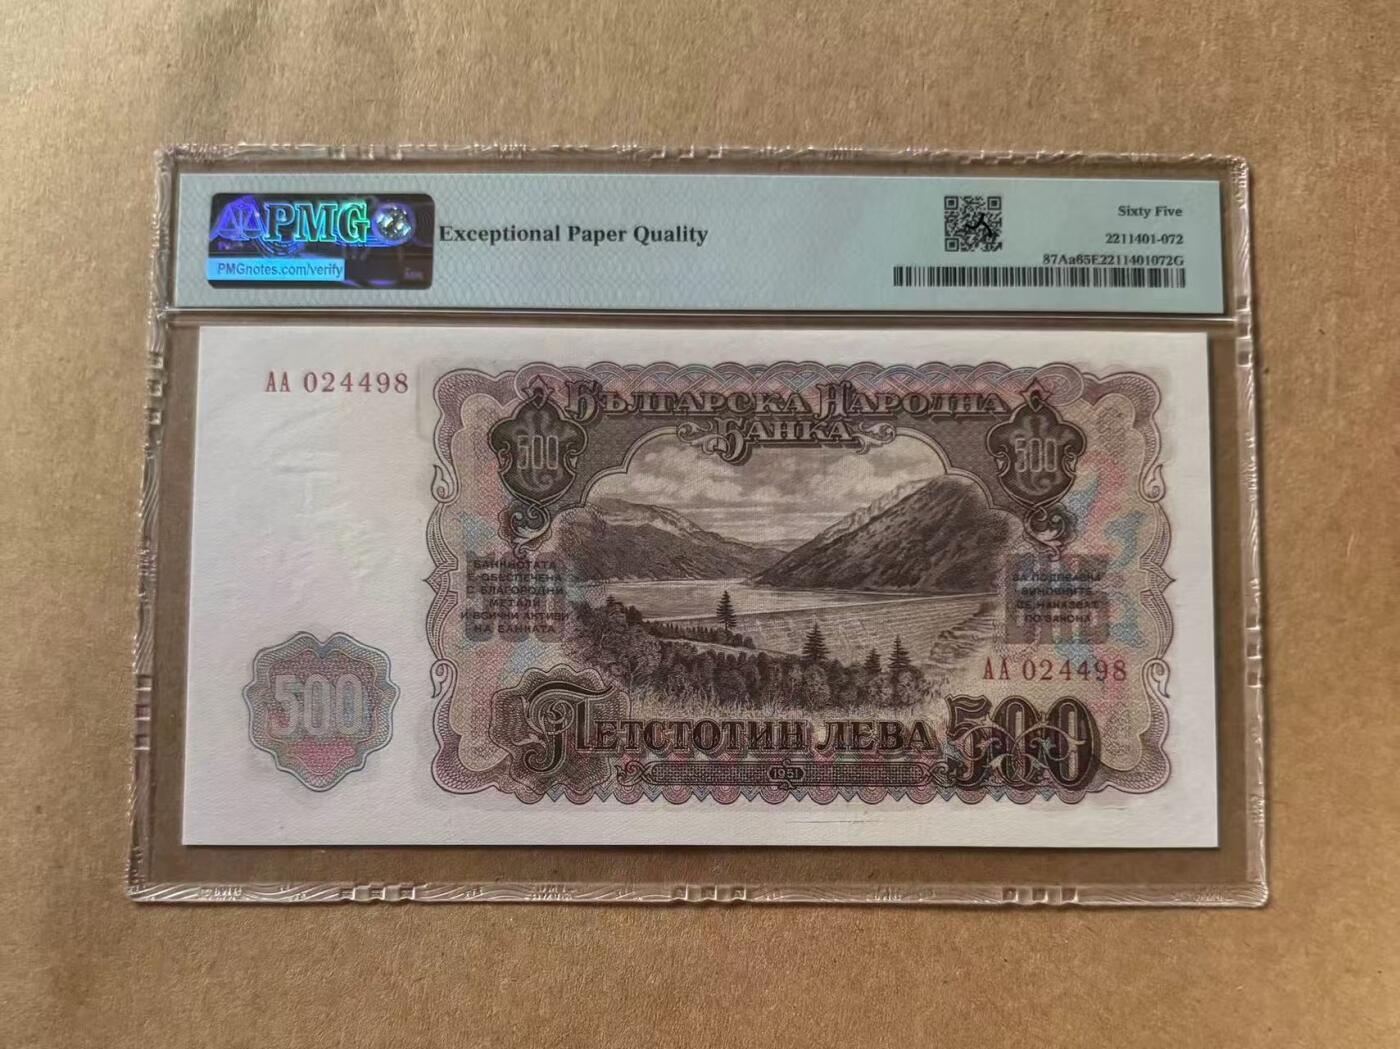 PMG
PMGnotes.com/verify
Exceptional Paper Quality
Sixty Five
2211401-072
87Aa65E2211401072G
АА 024498
Българска Народна
Банка
500
500
БАНКНОТАТА
Е ОБЕЗПЕЧЕНА
С БЛАГОРОДНИ
МЕТАЛИ
И ВСИЧКИ АКТИВИ
НА БАНКАТА
ЗА ПОДПРАВКА
ВИНОВНИТЕ
СЕ НАКАЗВАТ
ПО ЗАКОНА
АА 024498
500
Петстотин лева 500
1951